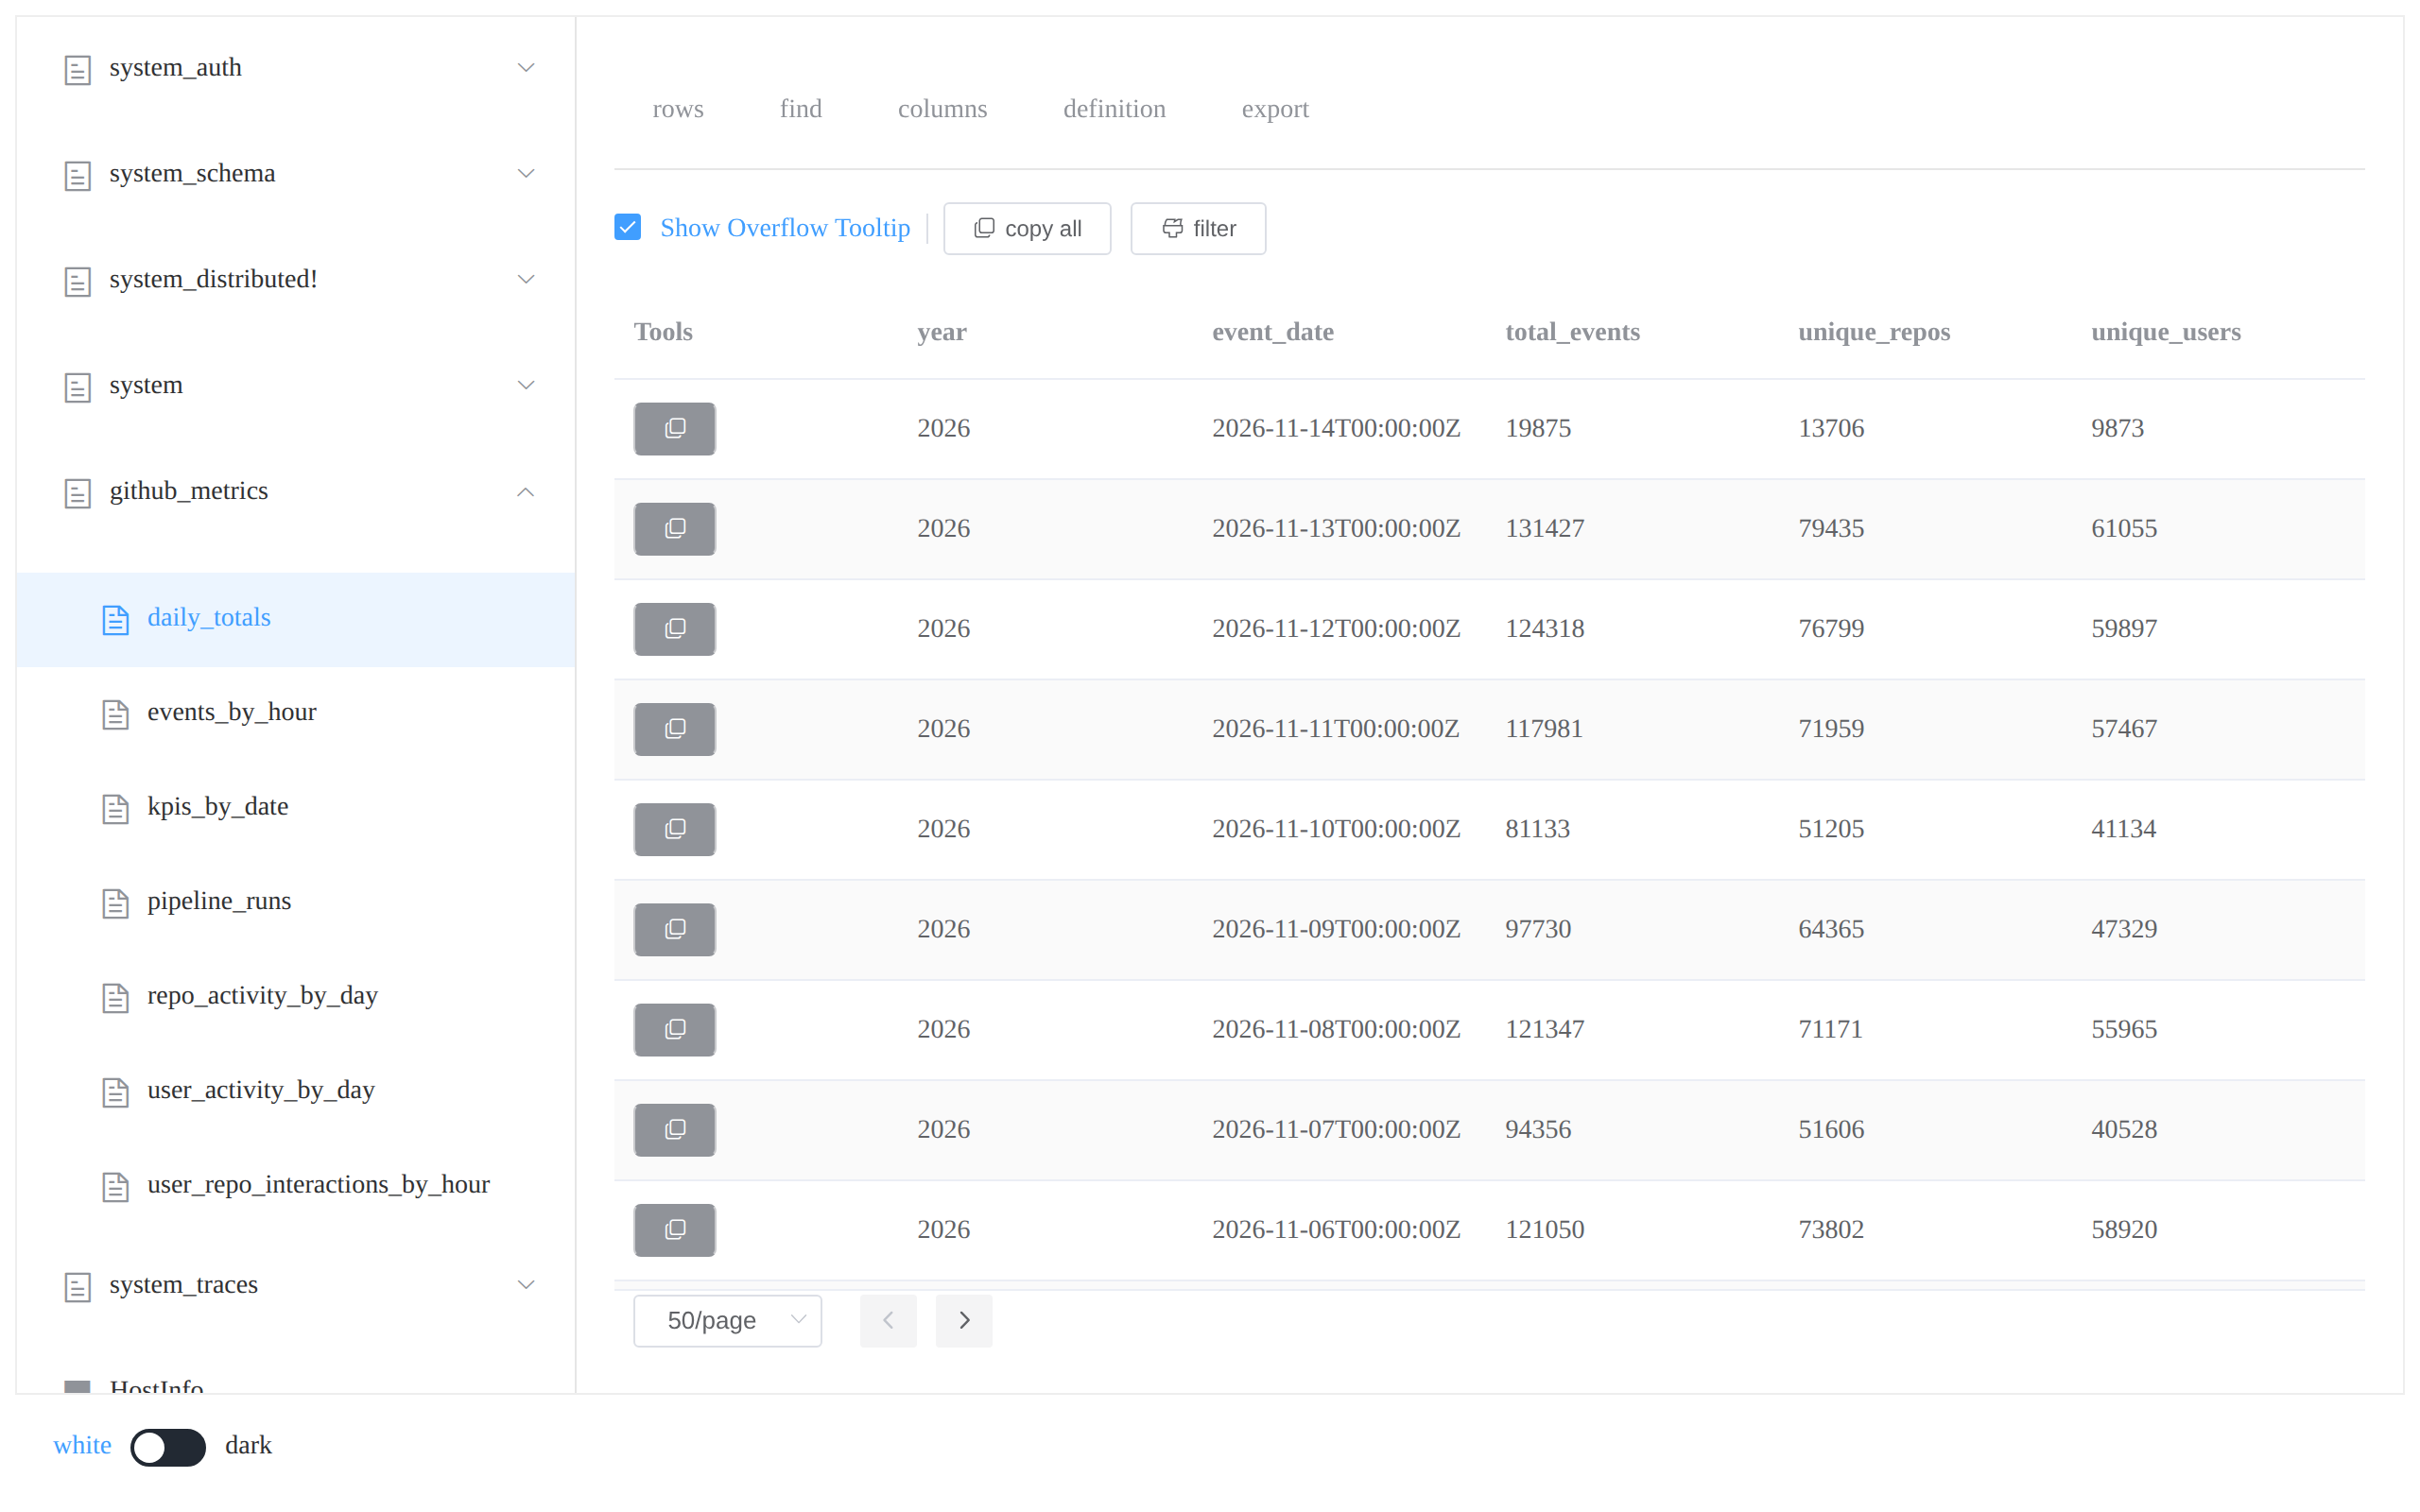 system_auth
system_schema
system_distributed!
system
github_metrics
daily_totals
events_by_hour
kpis_by_date
pipeline_runs
repo_activity_by_day
user_activity_by_day
user_repo_interactions_by_hour
system_traces
HostInfo
rows find columns definition export
Show Overflow Tooltip copy all filter
Tools year event_date total_events unique_repos unique_users
2026 2026-11-14T00:00:00Z 19875 13706 9873
2026 2026-11-13T00:00:00Z 131427 79435 61055
2026 2026-11-12T00:00:00Z 124318 76799 59897
2026 2026-11-11T00:00:00Z 117981 71959 57467
2026 2026-11-10T00:00:00Z 81133 51205 41134
2026 2026-11-09T00:00:00Z 97730 64365 47329
2026 2026-11-08T00:00:00Z 121347 71171 55965
2026 2026-11-07T00:00:00Z 94356 51606 40528
2026 2026-11-06T00:00:00Z 121050 73802 58920
50/page
white dark